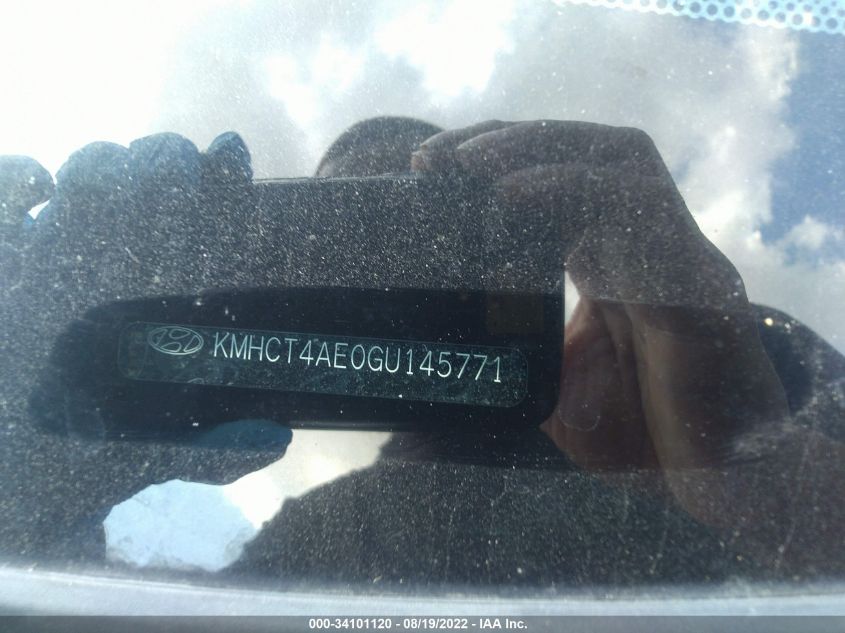 KMHCT4AE0GU145771
000-34101120 - 08/19/2022 - IAA Inc.